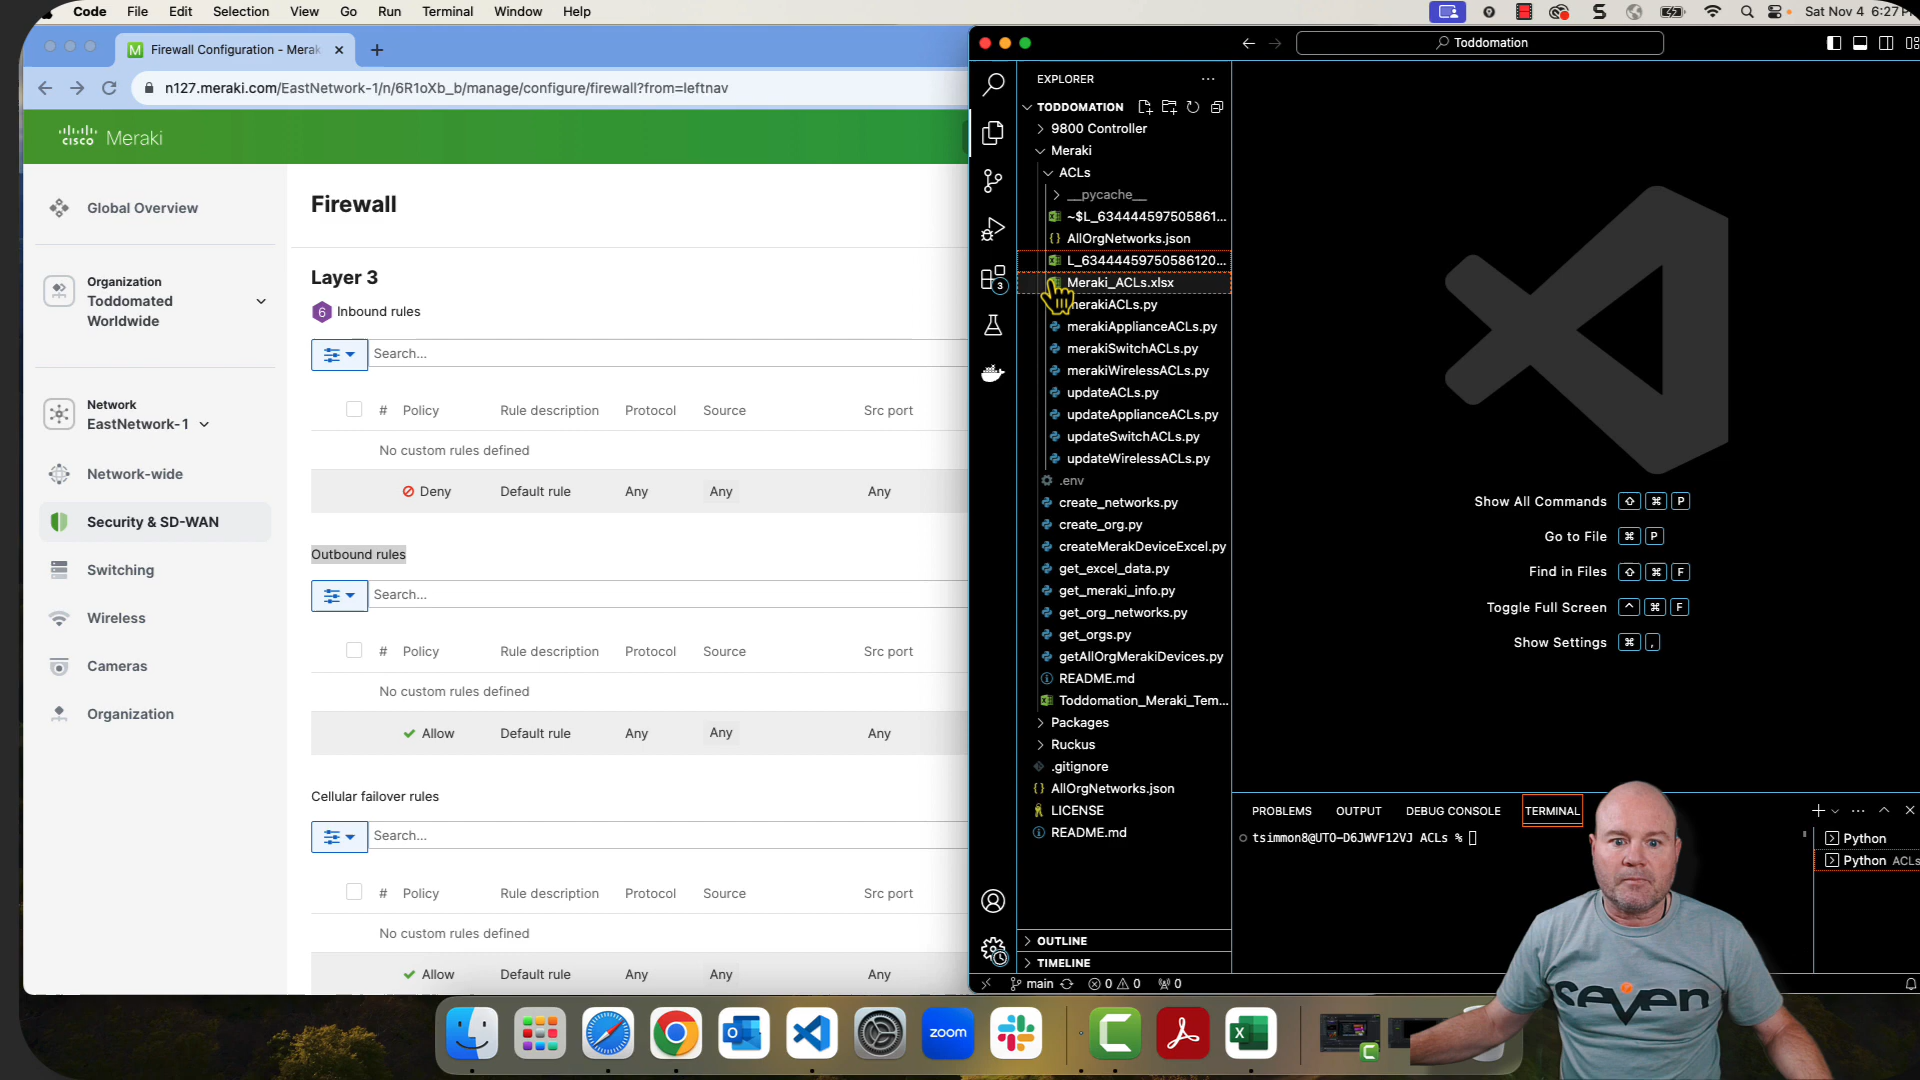 Code File Edit Selection View Go Run Terminal Window Help
Sat Nov 4 6:27
Firewall Configuration - Merak
n127.meraki.com/EastNetwork-1/n/6R1oXb_b/manage/configure/firewall?from=leftnav
cisco Meraki
Global Overview
Organization
Toddomated
Worldwide
Network
EastNetwork-1
Network-wide
Security & SD-WAN
Switching
Wireless
Cameras
Organization
Firewall
Layer 3
6 Inbound rules
Search...
# Policy Rule description Protocol Source Src port
No custom rules defined
Deny Default rule Any Any Any
Outbound rules
Search...
# Policy Rule description Protocol Source Src port
No custom rules defined
Allow Default rule Any Any Any
Cellular failover rules
Search...
# Policy Rule description Protocol Source Src port
No custom rules defined
Allow Default rule Any Any Any
Toddomation
EXPLORER
TODDOMATION
9800 Controller
Meraki
ACLs
__pycache__
~$L_634444597505861...
AllOrgNetworks.json
L_63444459750586120...
Meraki_ACLs.xlsx
merakiACLs.py
merakiApplianceACLs.py
merakiSwitchACLs.py
merakiWirelessACLs.py
updateACLs.py
updateApplianceACLs.py
updateSwitchACLs.py
updateWirelessACLs.py
.env
create_networks.py
create_org.py
createMerakDeviceExcel.py
get_excel_data.py
get_meraki_info.py
get_org_networks.py
get_orgs.py
getAllOrgMerakiDevices.py
README.md
Toddomation_Meraki_Tem...
Packages
Ruckus
.gitignore
AllOrgNetworks.json
LICENSE
README.md
OUTLINE
TIMELINE
3
Show All Commands ⇧ ⌘ P
Go to File ⌘ P
Find in Files ⇧ ⌘ F
Toggle Full Screen ^ ⌘ F
Show Settings ⌘ ,
PROBLEMS OUTPUT DEBUG CONSOLE TERMINAL
tsimmon8@UTO-D6JWVF12VJ ACLs %
Python
Python ACLs
main 0 0 0
zoom
SEVEN